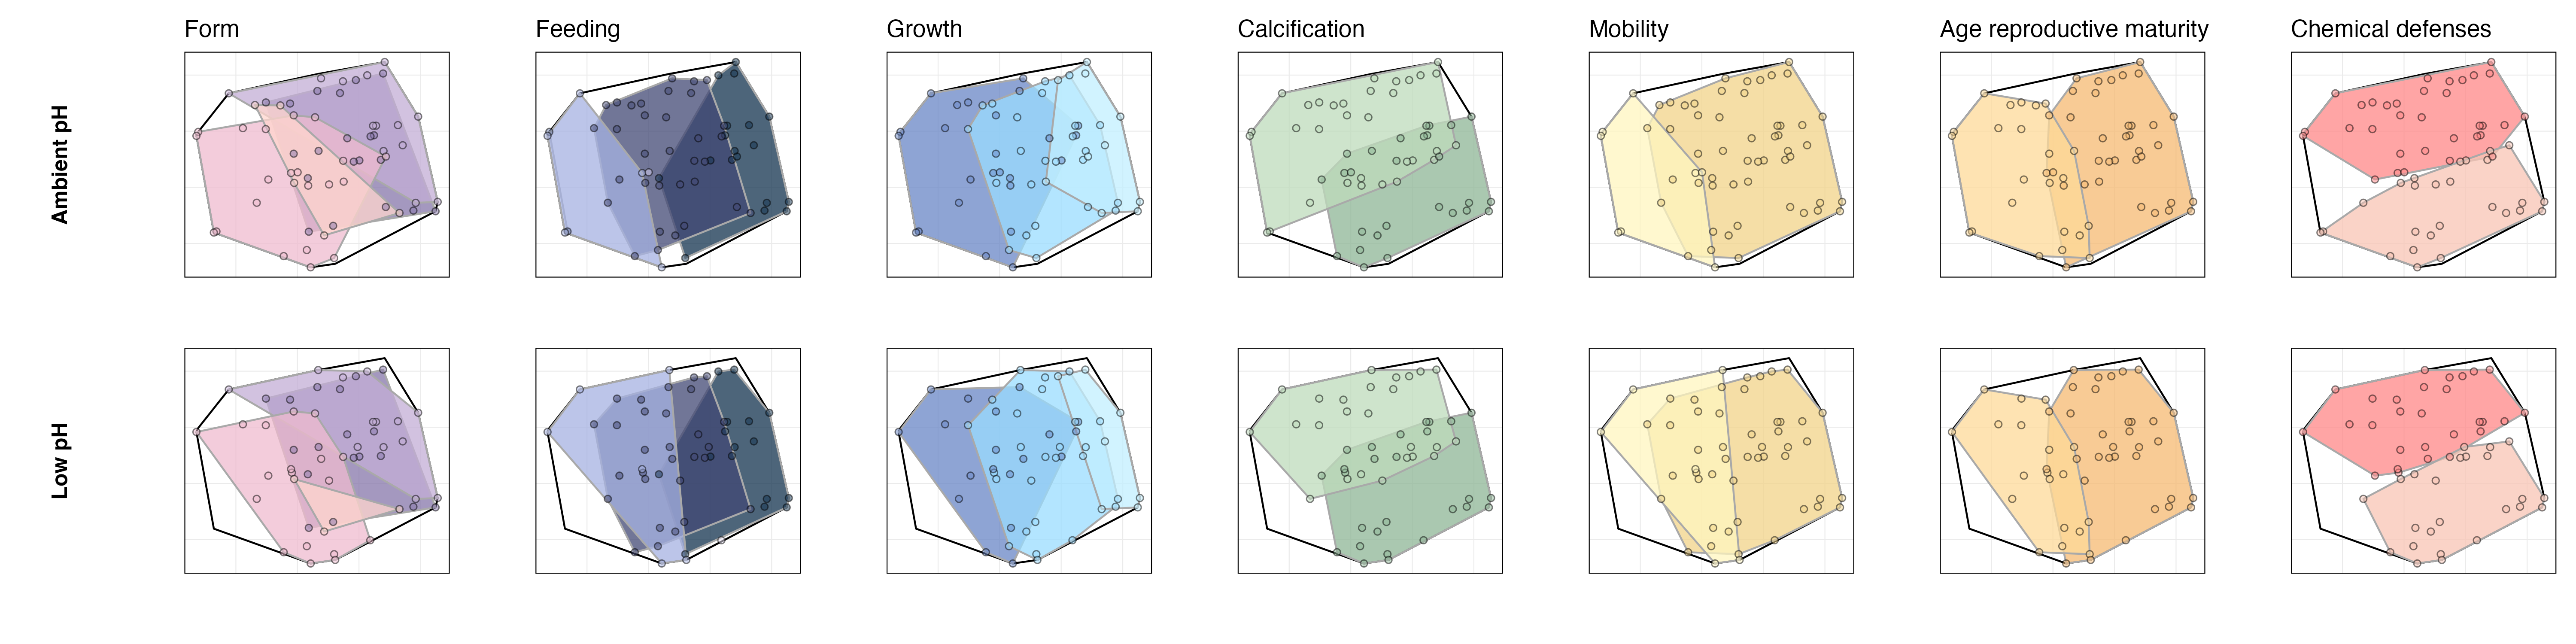 Form
Feeding
Growth
Calcification
Mobility
Age reproductive maturity
Chemical defenses
Ambient pH
Low pH